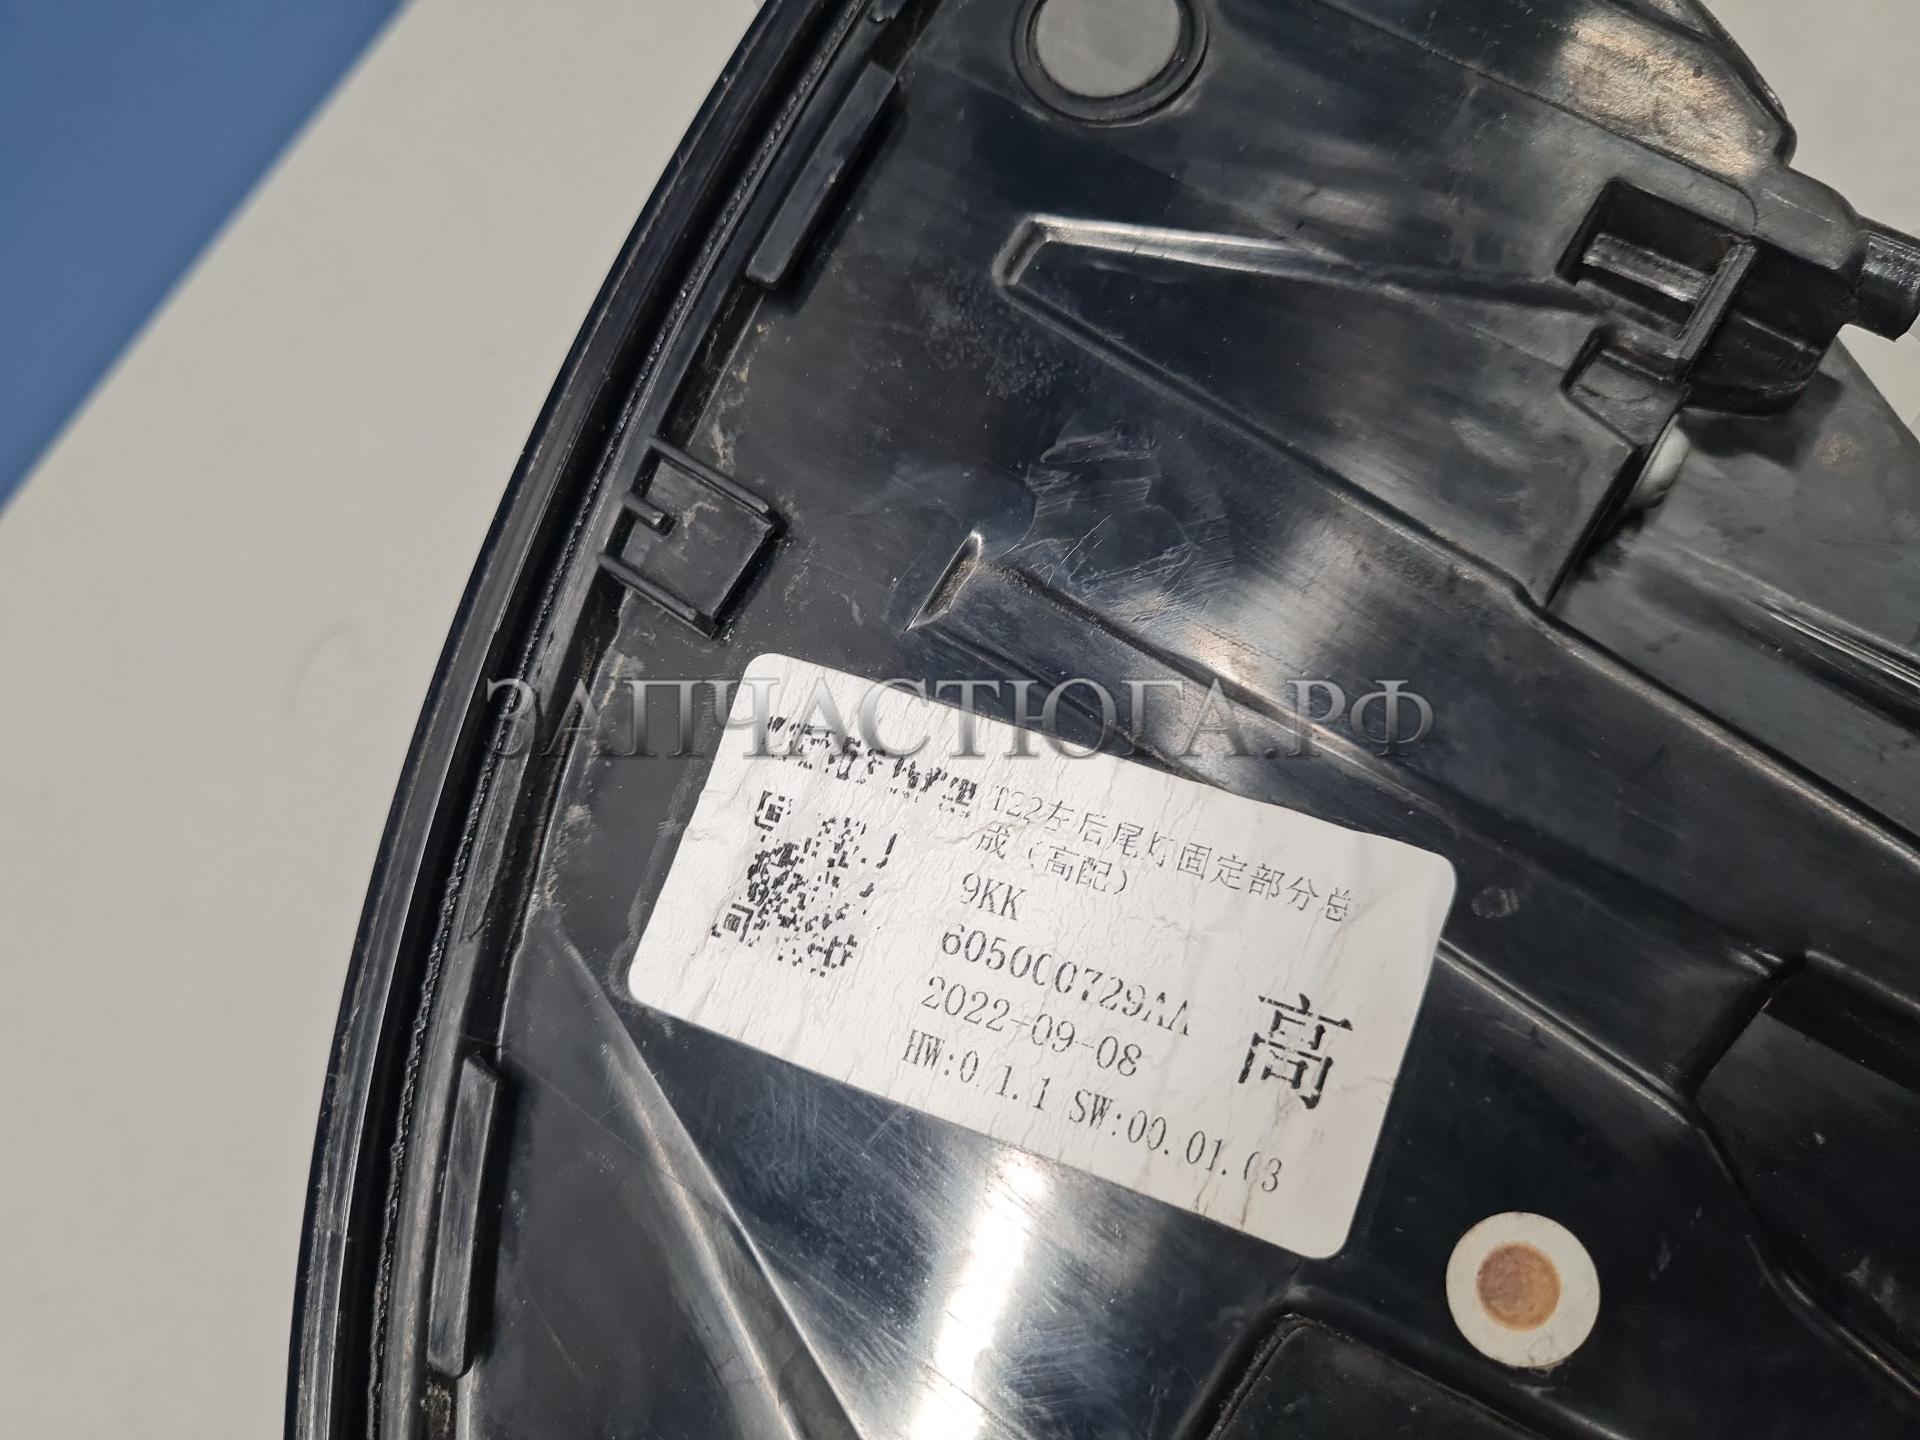 ЗАПЧАСТЮГА.РФ
T22左后尾灯固定部分总
成（高配）
9KK
605000729AA
2022-09-08
高
HW:0.1.1 SW:00.01.03